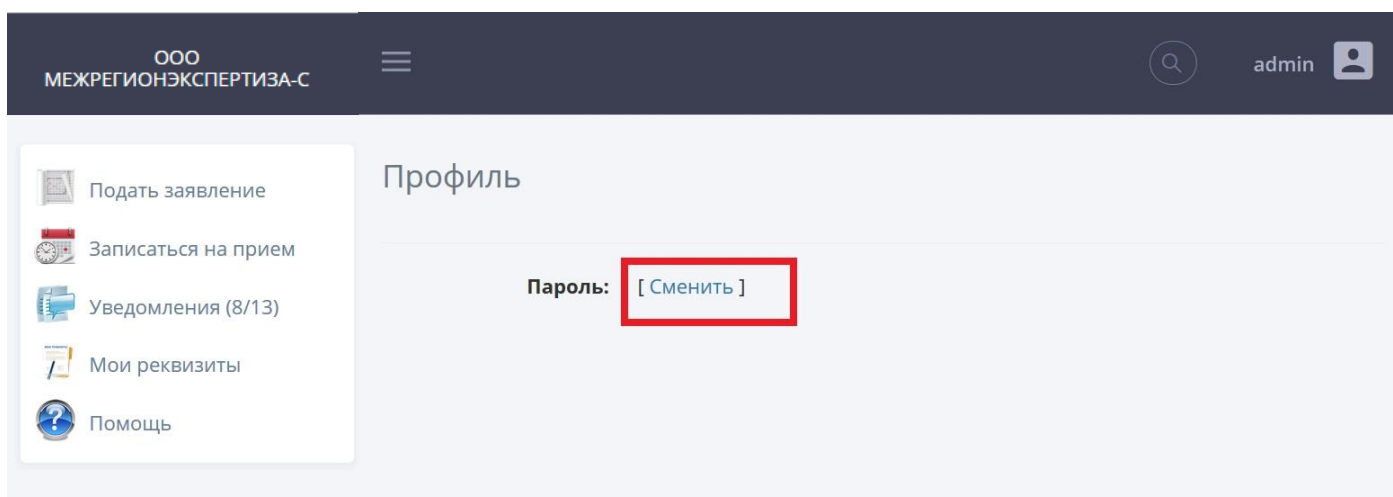 ООО
МЕЖРЕГИОНЭКСПЕРТИЗА-С
admin
Подать заявление
Записаться на прием
Уведомления (8/13)
Мои реквизиты
Помощь
Профиль
Пароль: [ Сменить ]